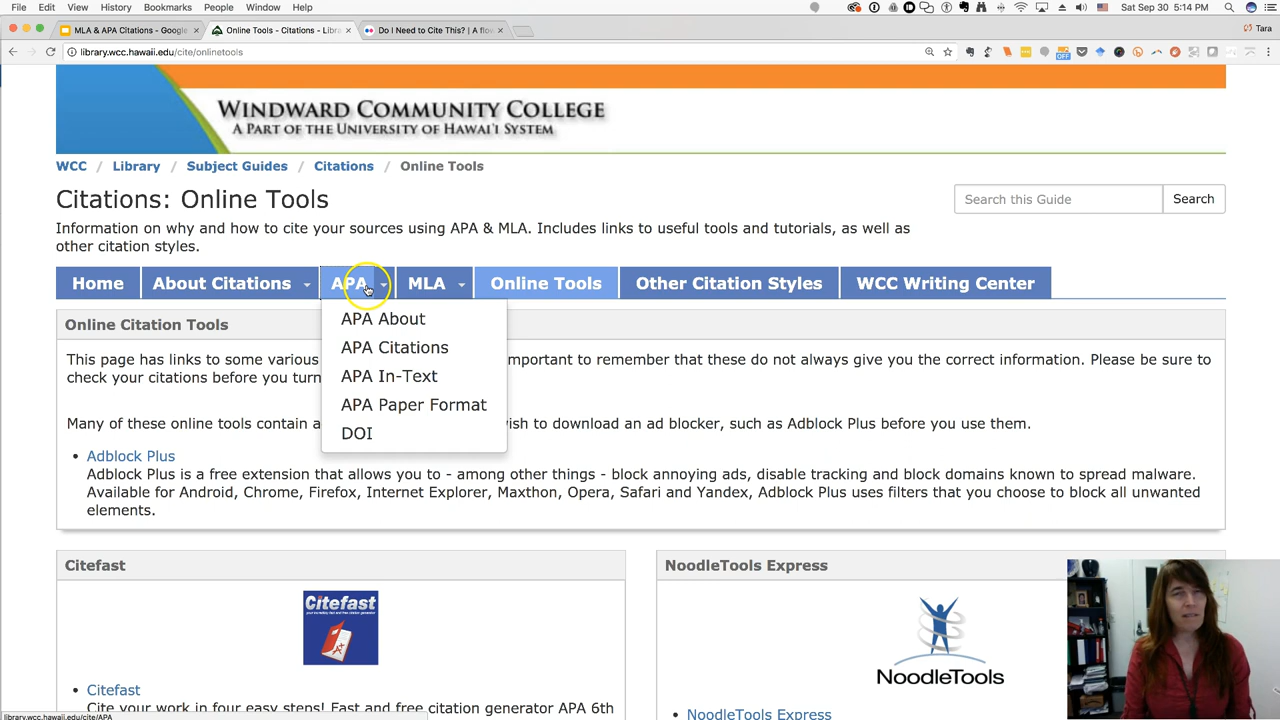 File Edit View History Bookmarks People Window Help Sat Sep 30 5:14 PM
MLA & APA Citations - Google Online Tools - Citations - Libra Do I Need to Cite This? | A flow Tara
library.wcc.hawaii.edu/cite/onlinetools
WINDWARD COMMUNITY COLLEGE
A PART OF THE UNIVERSITY OF HAWAI'I SYSTEM
WCC / Library / Subject Guides / Citations / Online Tools
Citations: Online Tools
Search this Guide Search
Information on why and how to cite your sources using APA & MLA. Includes links to useful tools and tutorials, as well as
other citation styles.
Home About Citations APA MLA Online Tools Other Citation Styles WCC Writing Center
APA About
APA Citations
APA In-Text
APA Paper Format
DOI
Online Citation Tools
This page has links to some various important to remember that these do not always give you the correct information. Please be sure to
check your citations before you turn
Many of these online tools contain a sh to download an ad blocker, such as Adblock Plus before you use them.
• Adblock Plus
Adblock Plus is a free extension that allows you to - among other things - block annoying ads, disable tracking and block domains known to spread malware.
Available for Android, Chrome, Firefox, Internet Explorer, Maxthon, Opera, Safari and Yandex, Adblock Plus uses filters that you choose to block all unwanted
elements.
Citefast
Citefast
• Citefast
Cite your work in four easy steps! Fast and free citation generator APA 6th
NoodleTools Express
NoodleTools
• NoodleTools Express
library.wcc.hawaii.edu/cite/APA